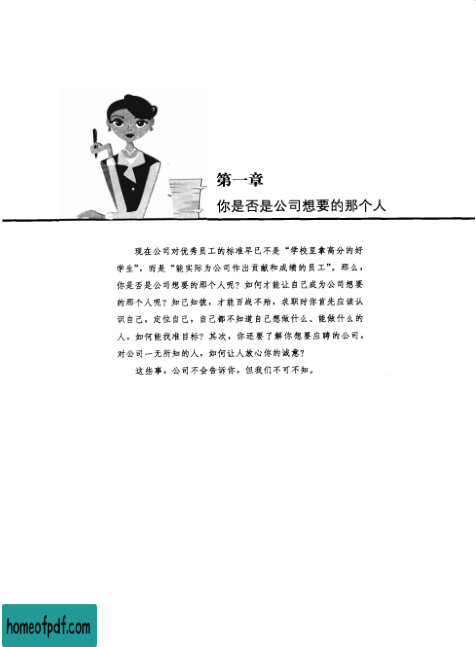 第一章
你是否是公司想要的那个人
现在公司对优秀员工的标准早已不是“学校里拿高分的好
学生”，而是“能实际为公司作出贡献和成绩的员工”。那么，
你是否是公司想要的那个人呢？如何才能让自己成为公司想要
的那个人呢？知己知彼，才能百战不殆，求职时你首先应该认
识自己，定位自己，自己都不知道自己想做什么、能做什么的
人，如何能找准目标？其次，你还要了解你想要应聘的公司，
对公司一无所知的人，如何让人放心你的诚意？
这些事，公司不会告诉你，但我们不可不知。
homeofpdf.com